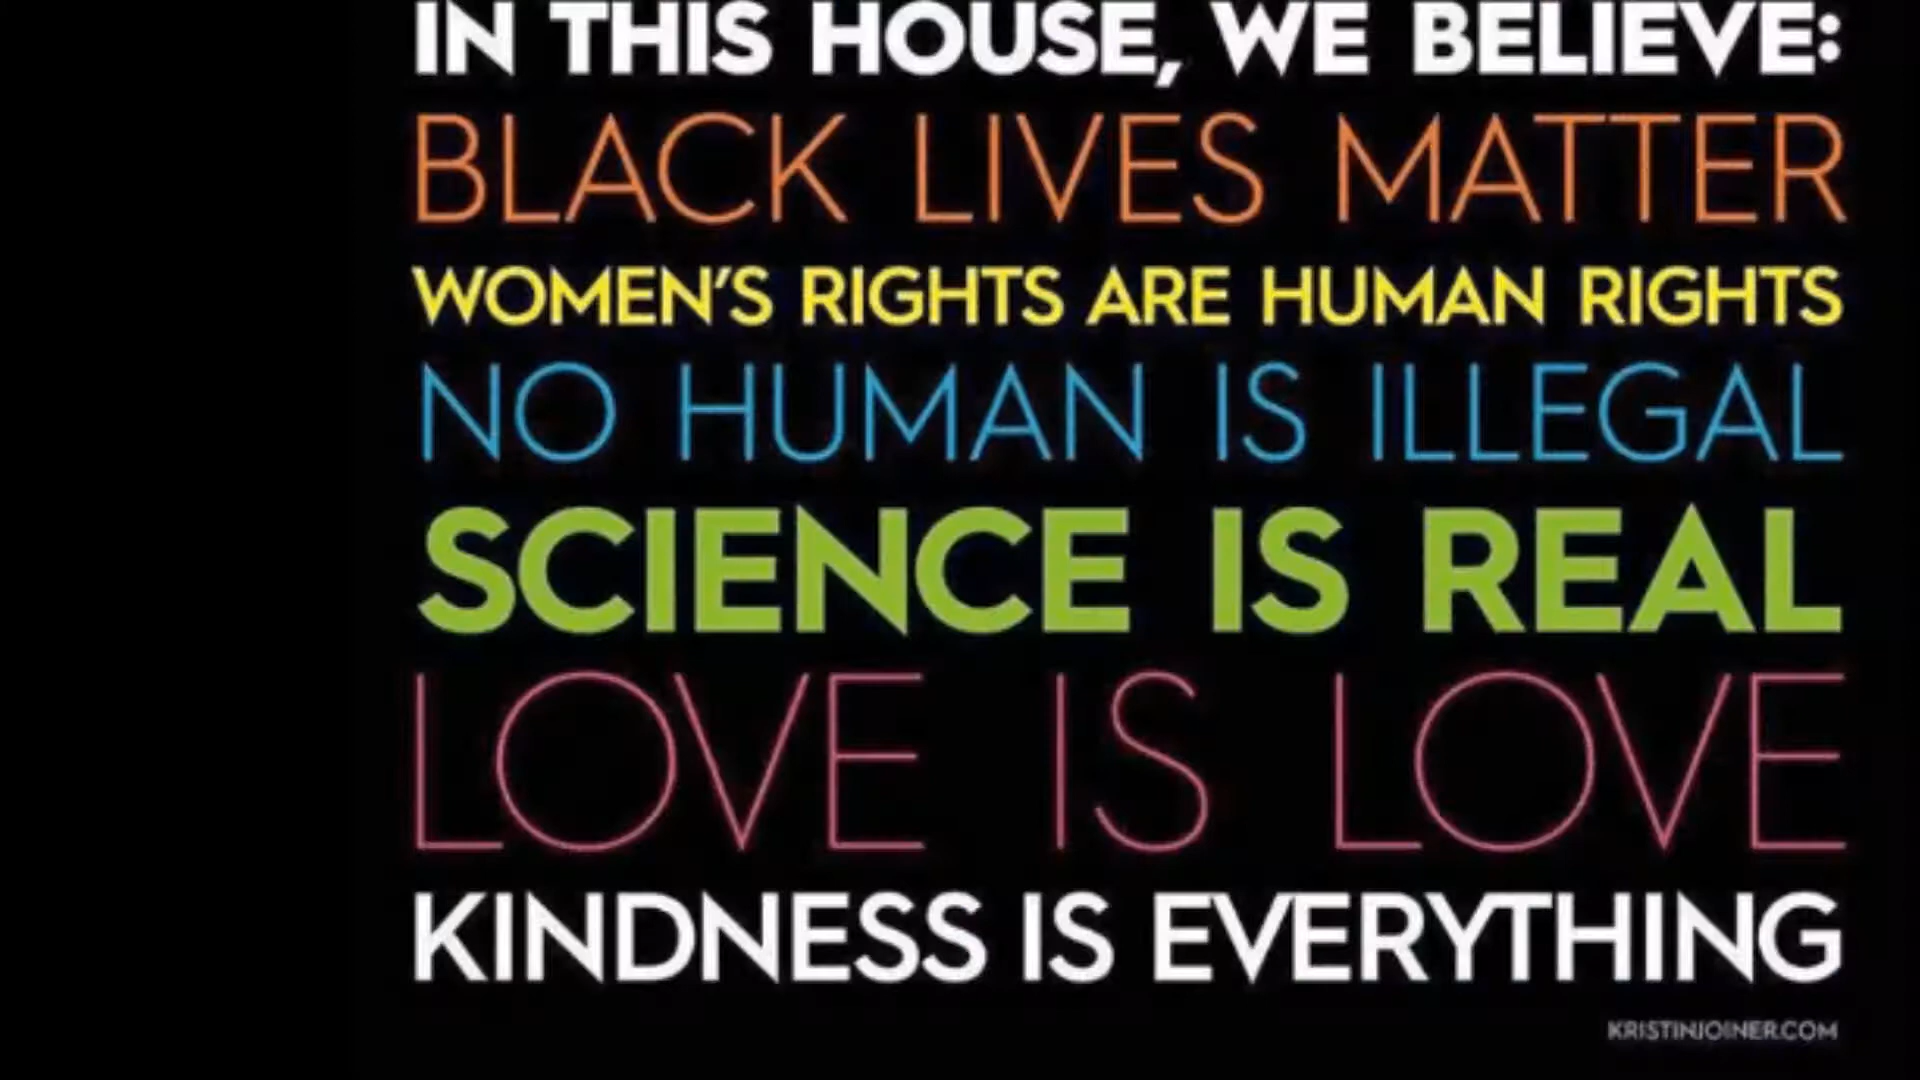 IN THIS HOUSE, WE BELIEVE:
BLACK LIVES MATTER
WOMEN'S RIGHTS ARE HUMAN RIGHTS
NO HUMAN IS ILLEGAL
SCIENCE IS REAL
LOVE IS LOVE
KINDNESS IS EVERYTHING
KRISTINJOINER.COM